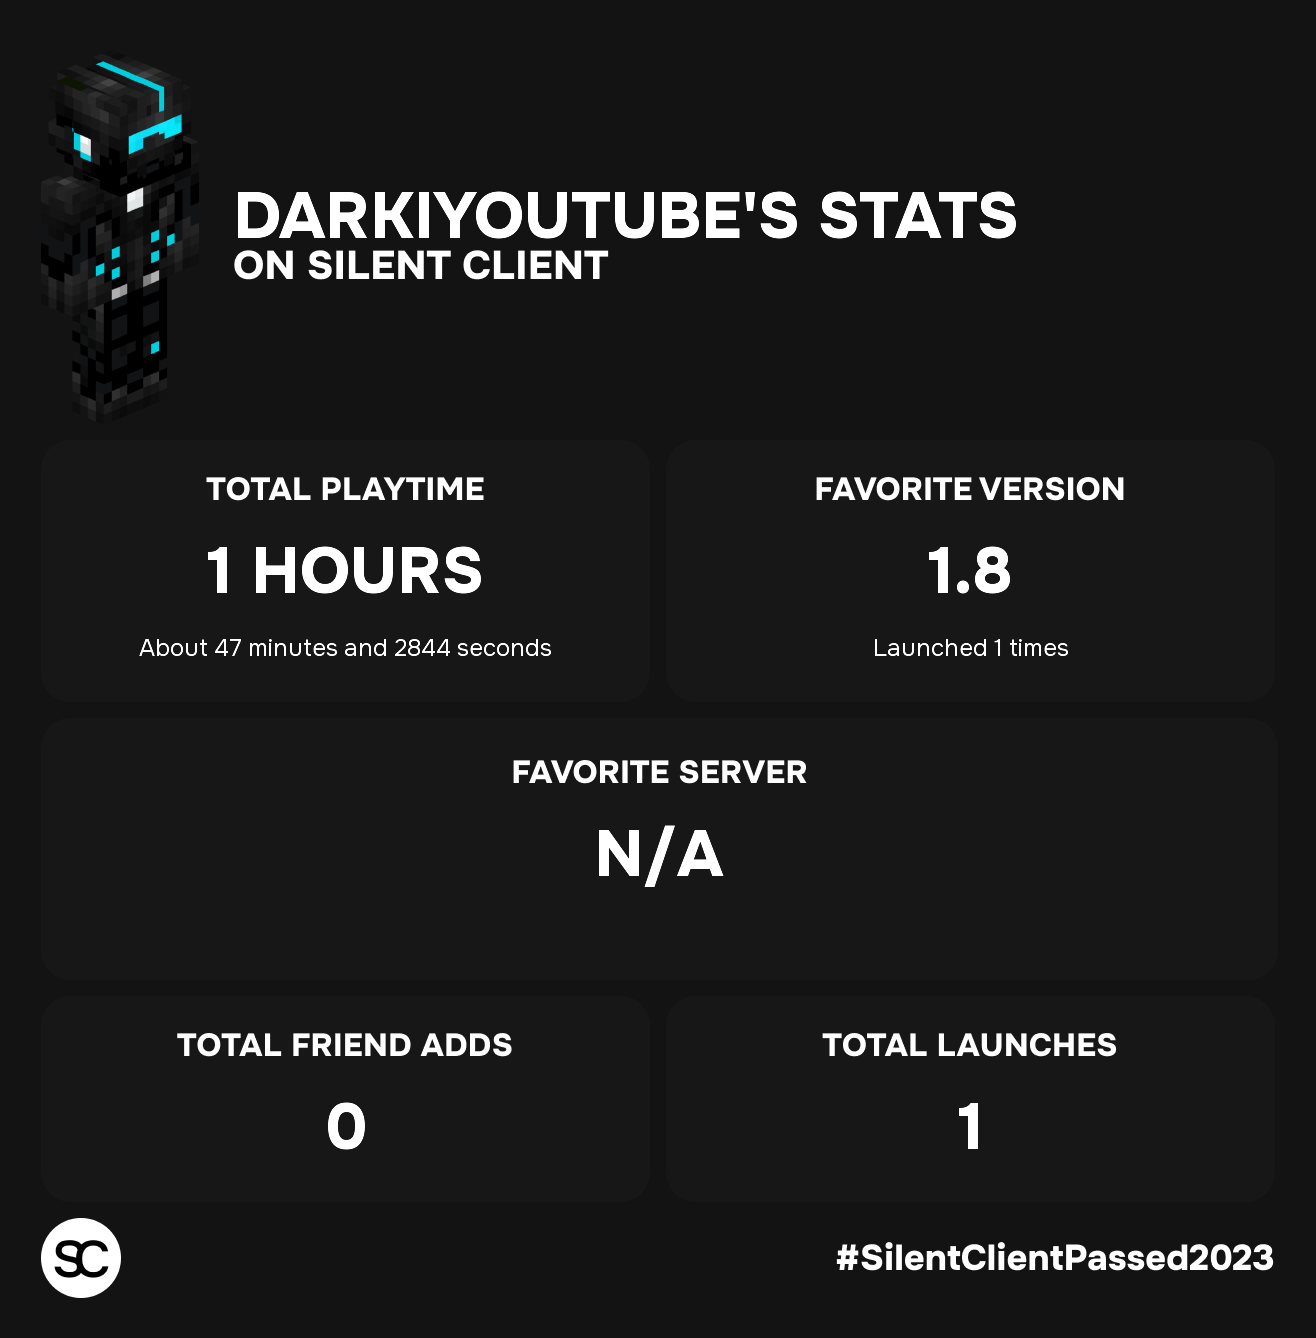 DARKIYOUTUBE'S STATS
ON SILENT CLIENT
TOTAL PLAYTIME
1 HOURS
About 47 minutes and 2844 seconds
FAVORITE VERSION
1.8
Launched 1 times
FAVORITE SERVER
N/A
TOTAL FRIEND ADDS
0
TOTAL LAUNCHES
1
SC
#SilentClientPassed2023